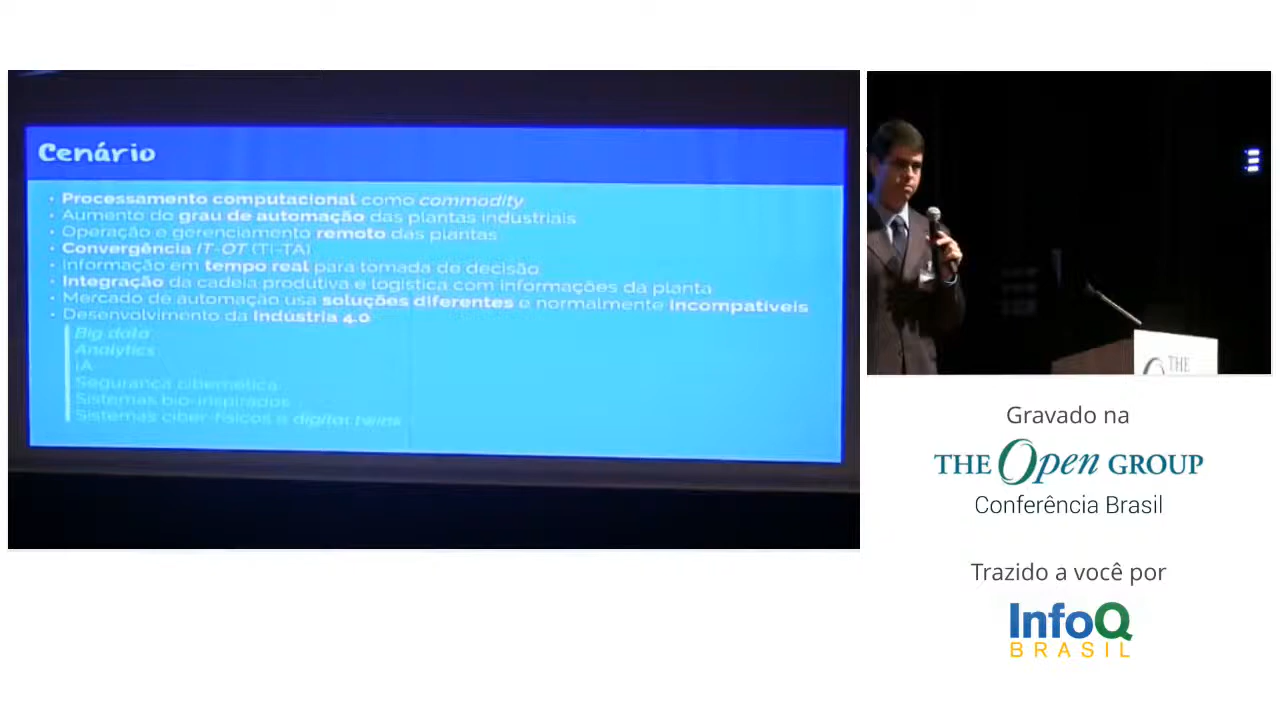 Cenário
• Processamento computacional como commodity
• Aumento do grau de automação das plantas industriais
• Operação e gerenciamento remoto das plantas
• Convergência IT-OT (TI-TA)
• Informação em tempo real para tomada de decisão
• Integração da cadeia produtiva e logística com informações da planta
• Mercado de automação usa soluções diferentes e normalmente incompatíveis
• Desenvolvimento da Indústria 4.0
Big data
Analytics
IA
Segurança cibernética
Sistemas bio-inspirados
Sistemas ciber-físicos e digital twins
THE
Gravado na
THE Open GROUP
Conferência Brasil
Trazido a você por
InfoQ
BRASIL